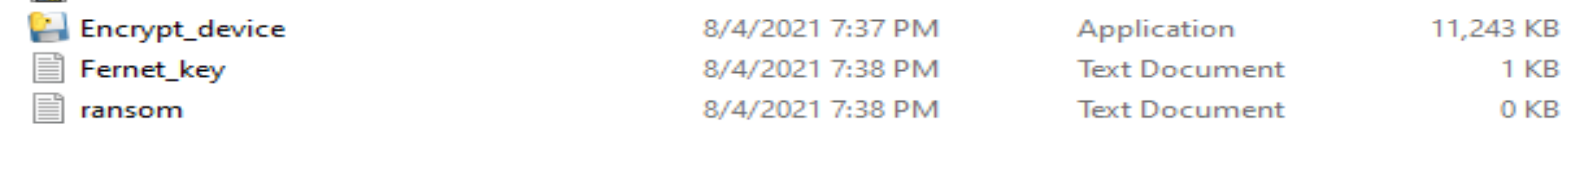 Encrypt_device 8/4/2021 7:37 PM Application 11,243 KB
Fernet_key 8/4/2021 7:38 PM Text Document 1 KB
ransom 8/4/2021 7:38 PM Text Document 0 KB